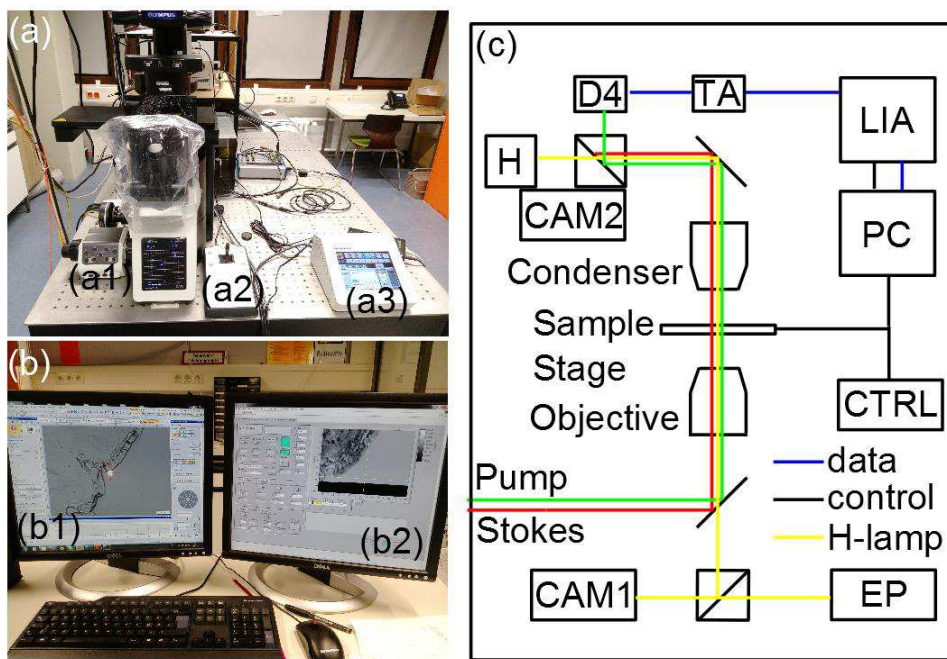 (a)
OLYMPUS
(a1)
(a2)
(a3)
(b)
(b1)
(b2)
DELL
(c)
D4
TA
LIA
H
CAM2
PC
Condenser
Sample
Stage
Objective
CTRL
Pump
Stokes
data
control
H-lamp
CAM1
EP